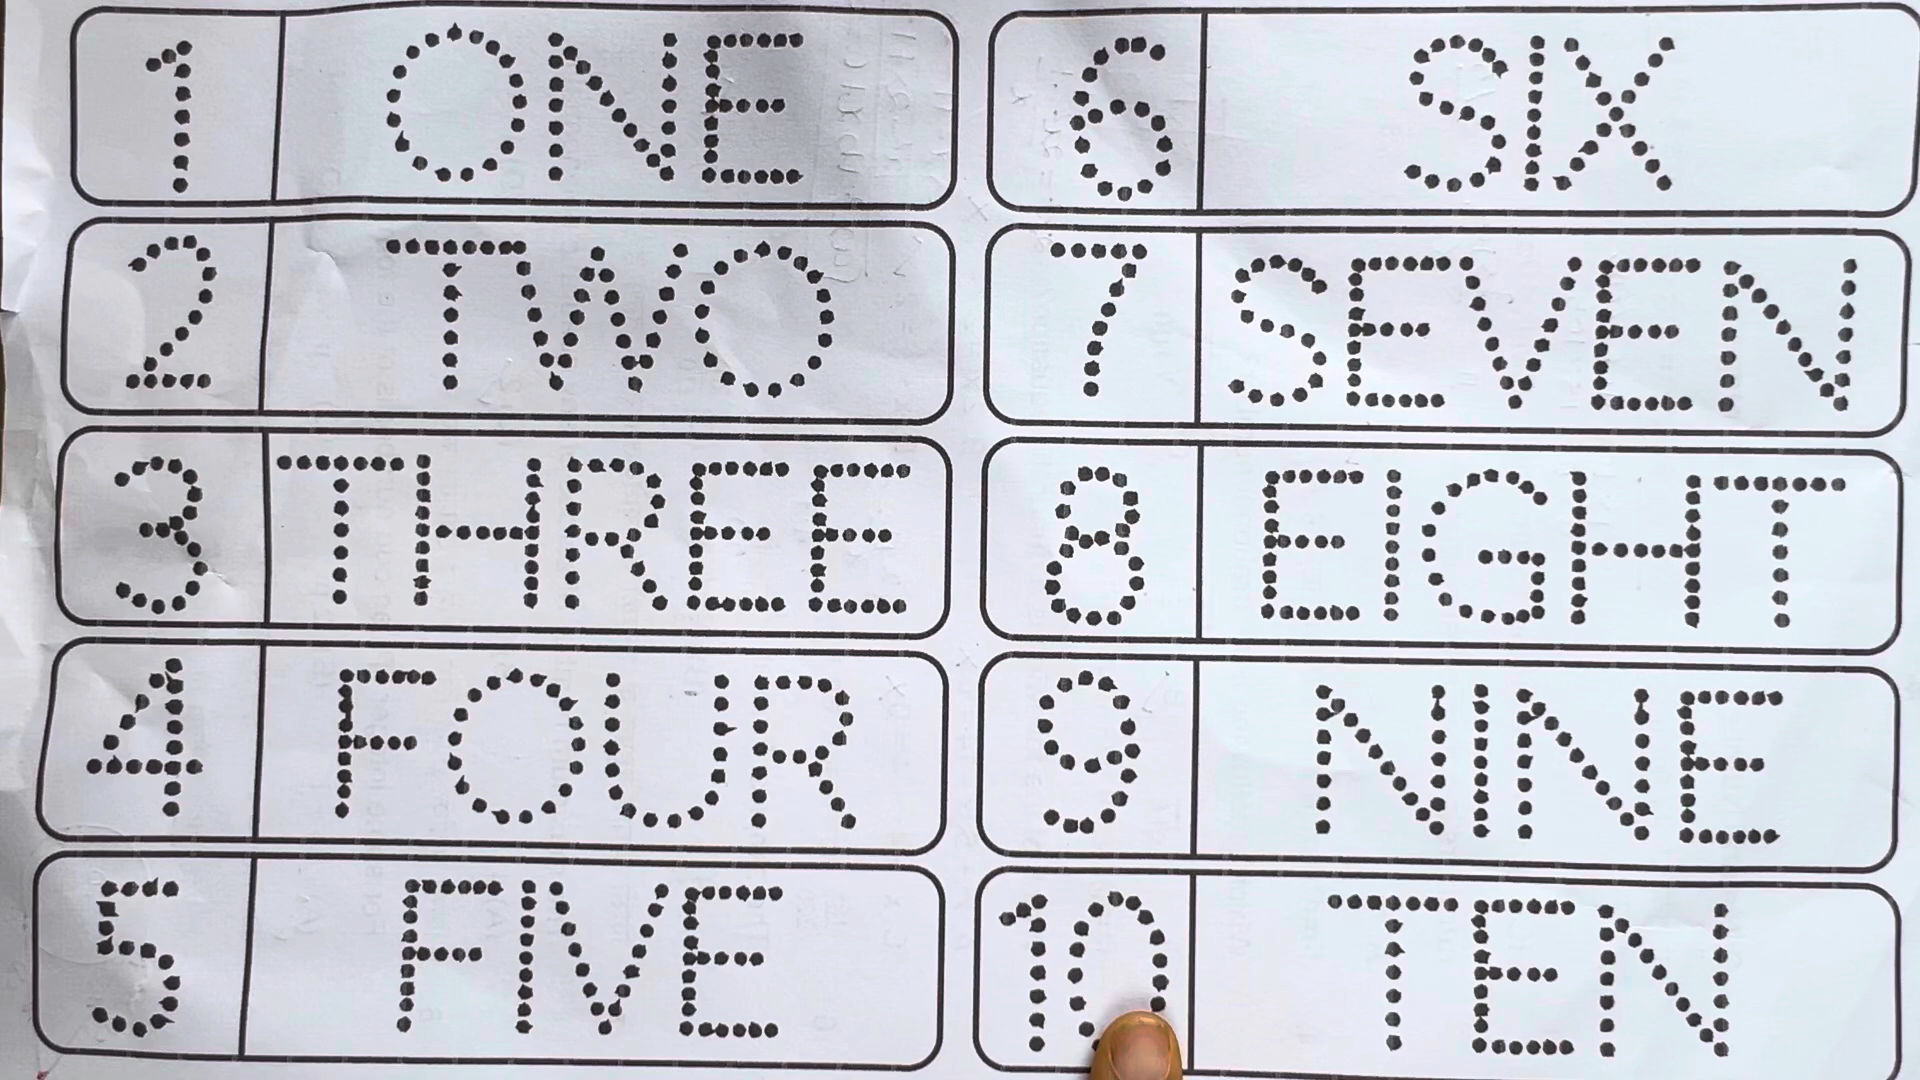 1 ONE
2 TWO
3 THREE
4 FOUR
5 FIVE
6 SIX
7 SEVEN
8 EIGHT
9 NINE
10 TEN